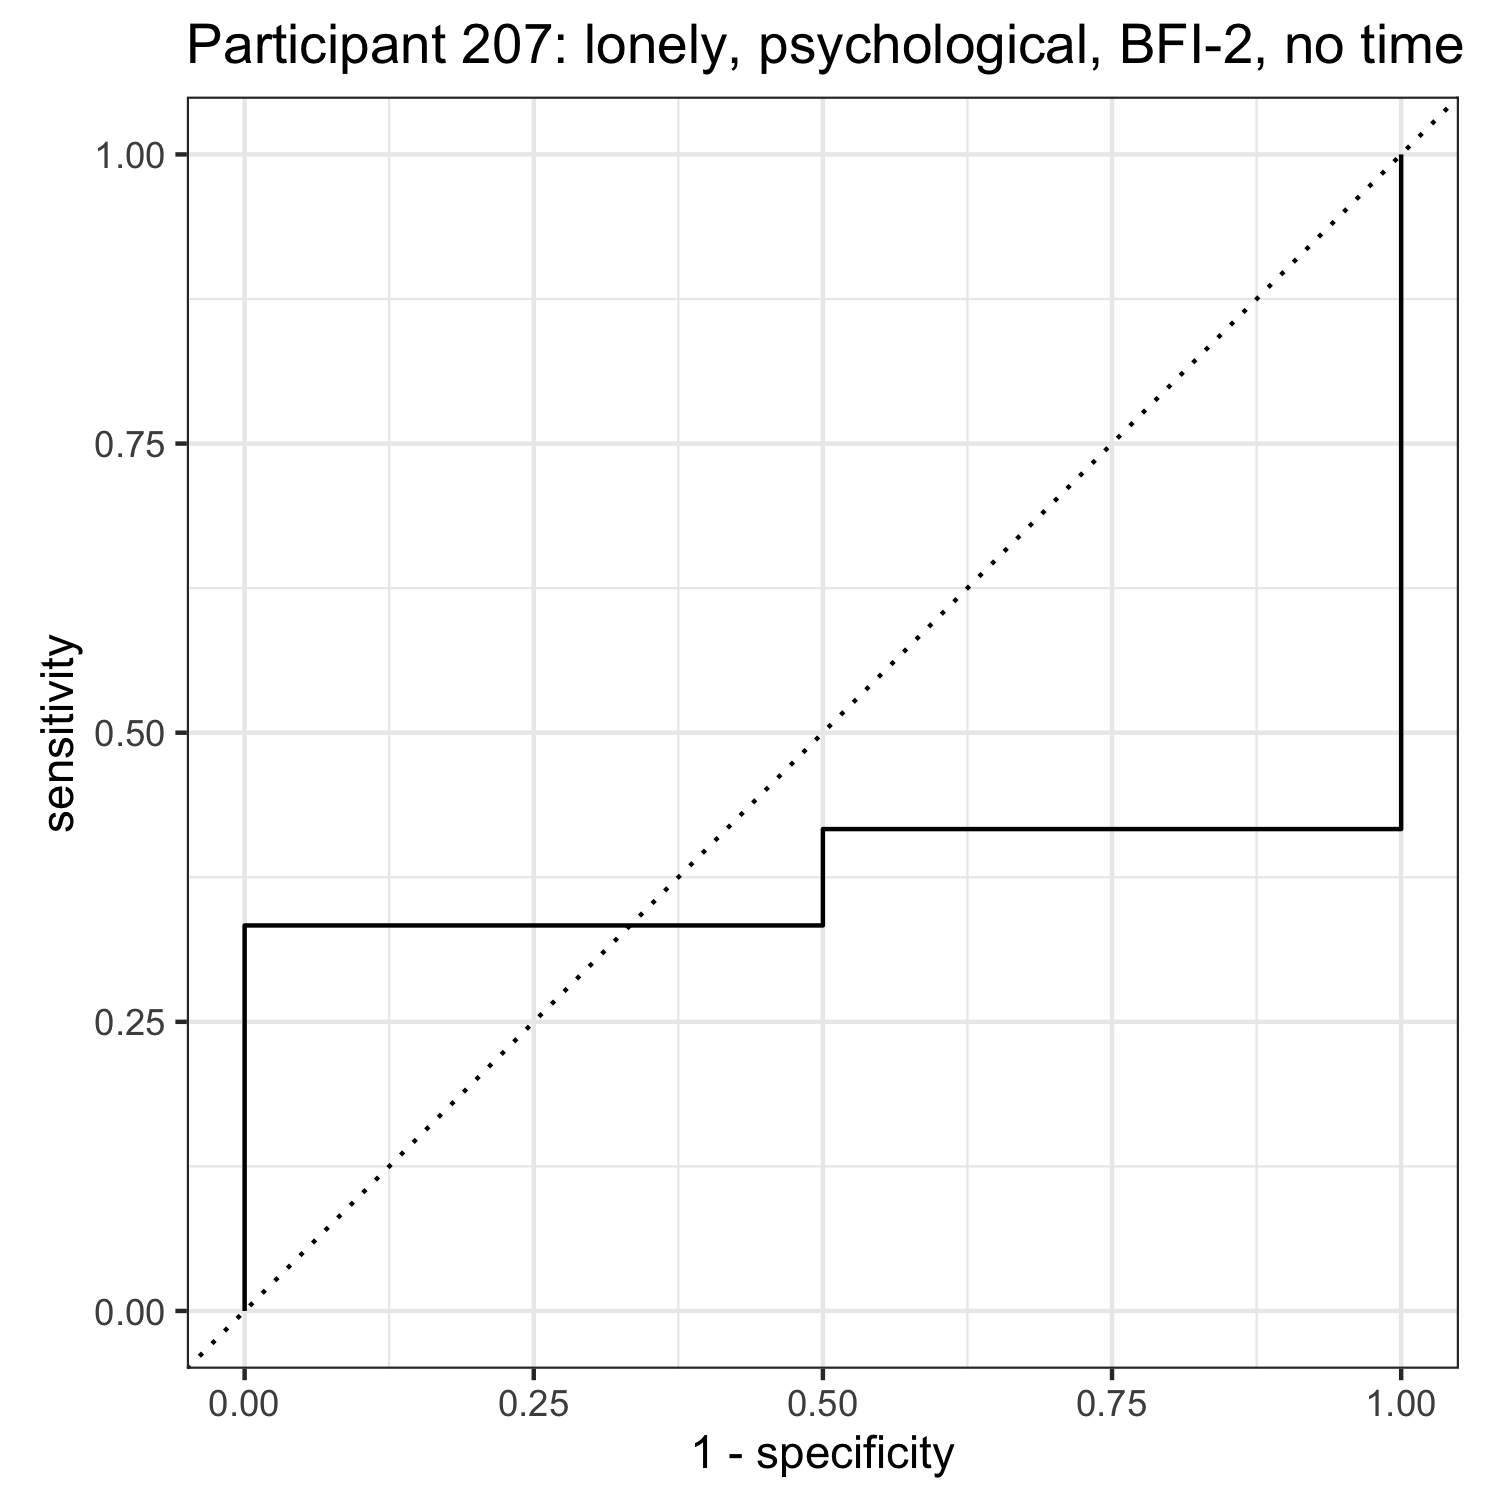 Participant 207: lonely, psychological, BFI-2, no time
1.00
0.75
0.50
0.25
0.00
sensitivity
0.00 0.25 0.50 0.75 1.00
1 - specificity